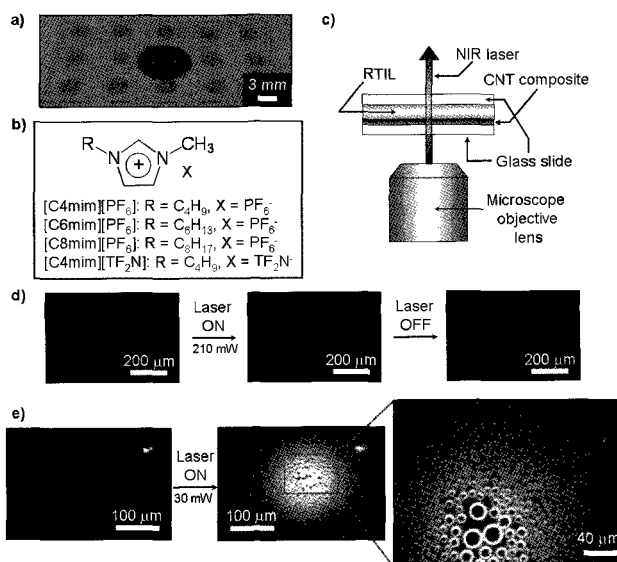 a)
3 mm
b)
R
N
N
CH₃
+
X
[C4mim][PF₆]: R = C₄H₉, X = PF₆⁻
[C6mim][PF₆]: R = C₆H₁₃, X = PF₆⁻
[C8mim][PF₆]: R = C₈H₁₇, X = PF₆⁻
[C4mim][TF₂N]: R = C₄H₉, X = TF₂N⁻
c)
NIR laser
RTIL
CNT composite
Glass slide
Microscope
objective
lens
d)
200 µm
Laser
ON
210 mW
200 µm
Laser
OFF
200 µm
e)
100 µm
Laser
ON
30 mW
100 µm
40 µm